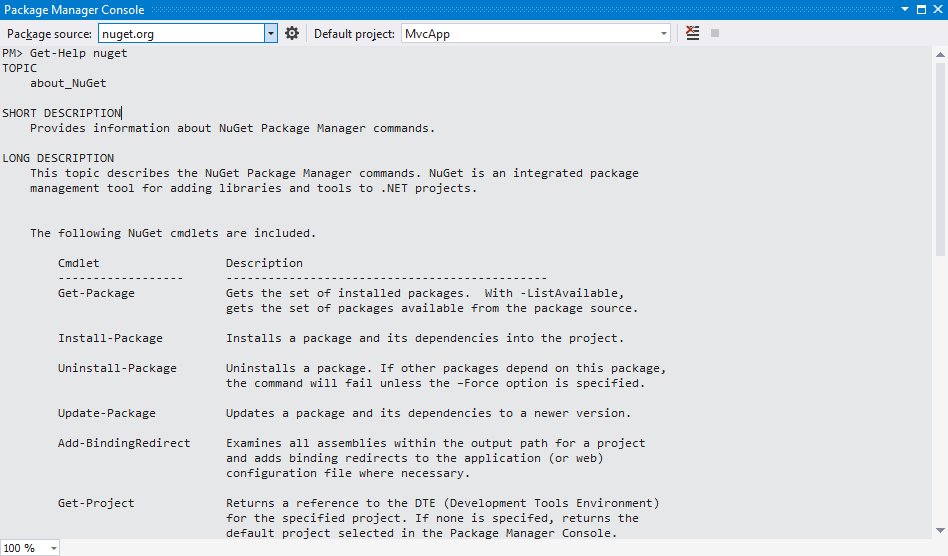 Package Manager Console
Package source: nuget.org Default project: MvcApp
PM> Get-Help nuget
TOPIC
    about_NuGet

SHORT DESCRIPTION
    Provides information about NuGet Package Manager commands.

LONG DESCRIPTION
    This topic describes the NuGet Package Manager commands. NuGet is an integrated package
    management tool for adding libraries and tools to .NET projects.


    The following NuGet cmdlets are included.

        Cmdlet                  Description
        ------------------      ----------------------------------------------
        Get-Package             Gets the set of installed packages.  With -ListAvailable,
                                gets the set of packages available from the package source.

        Install-Package         Installs a package and its dependencies into the project.

        Uninstall-Package       Uninstalls a package. If other packages depend on this package,
                                the command will fail unless the –Force option is specified.

        Update-Package          Updates a package and its dependencies to a newer version.

        Add-BindingRedirect     Examines all assemblies within the output path for a project
                                and adds binding redirects to the application (or web)
                                configuration file where necessary.

        Get-Project             Returns a reference to the DTE (Development Tools Environment)
                                for the specified project. If none is specifed, returns the
                                default project selected in the Package Manager Console.
100 %